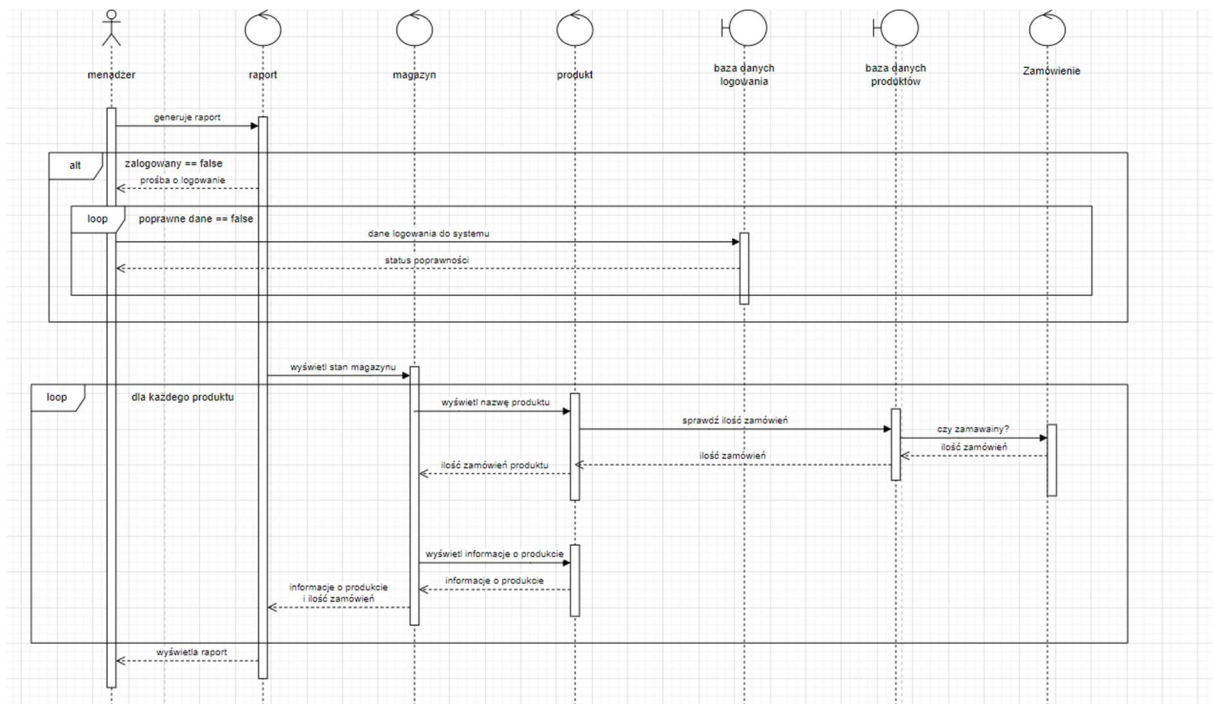 menadżer
raport
magazyn
produkt
baza danych
logowania
baza danych
produktów
Zamówienie
generuje raport
alt
zalogowany == false
prośba o logowanie
loop
poprawne dane == false
dane logowania do systemu
status poprawności
wyświetl stan magazynu
loop
dla każdego produktu
wyświetl nazwę produktu
sprawdź ilość zamówień
czy zamawainy?
ilość zamówień
ilość zamówień
ilość zamówień produktu
wyświetl informacje o produkcie
informacje o produkcie
informacje o produkcie
i ilość zamówień
wyświetla raport